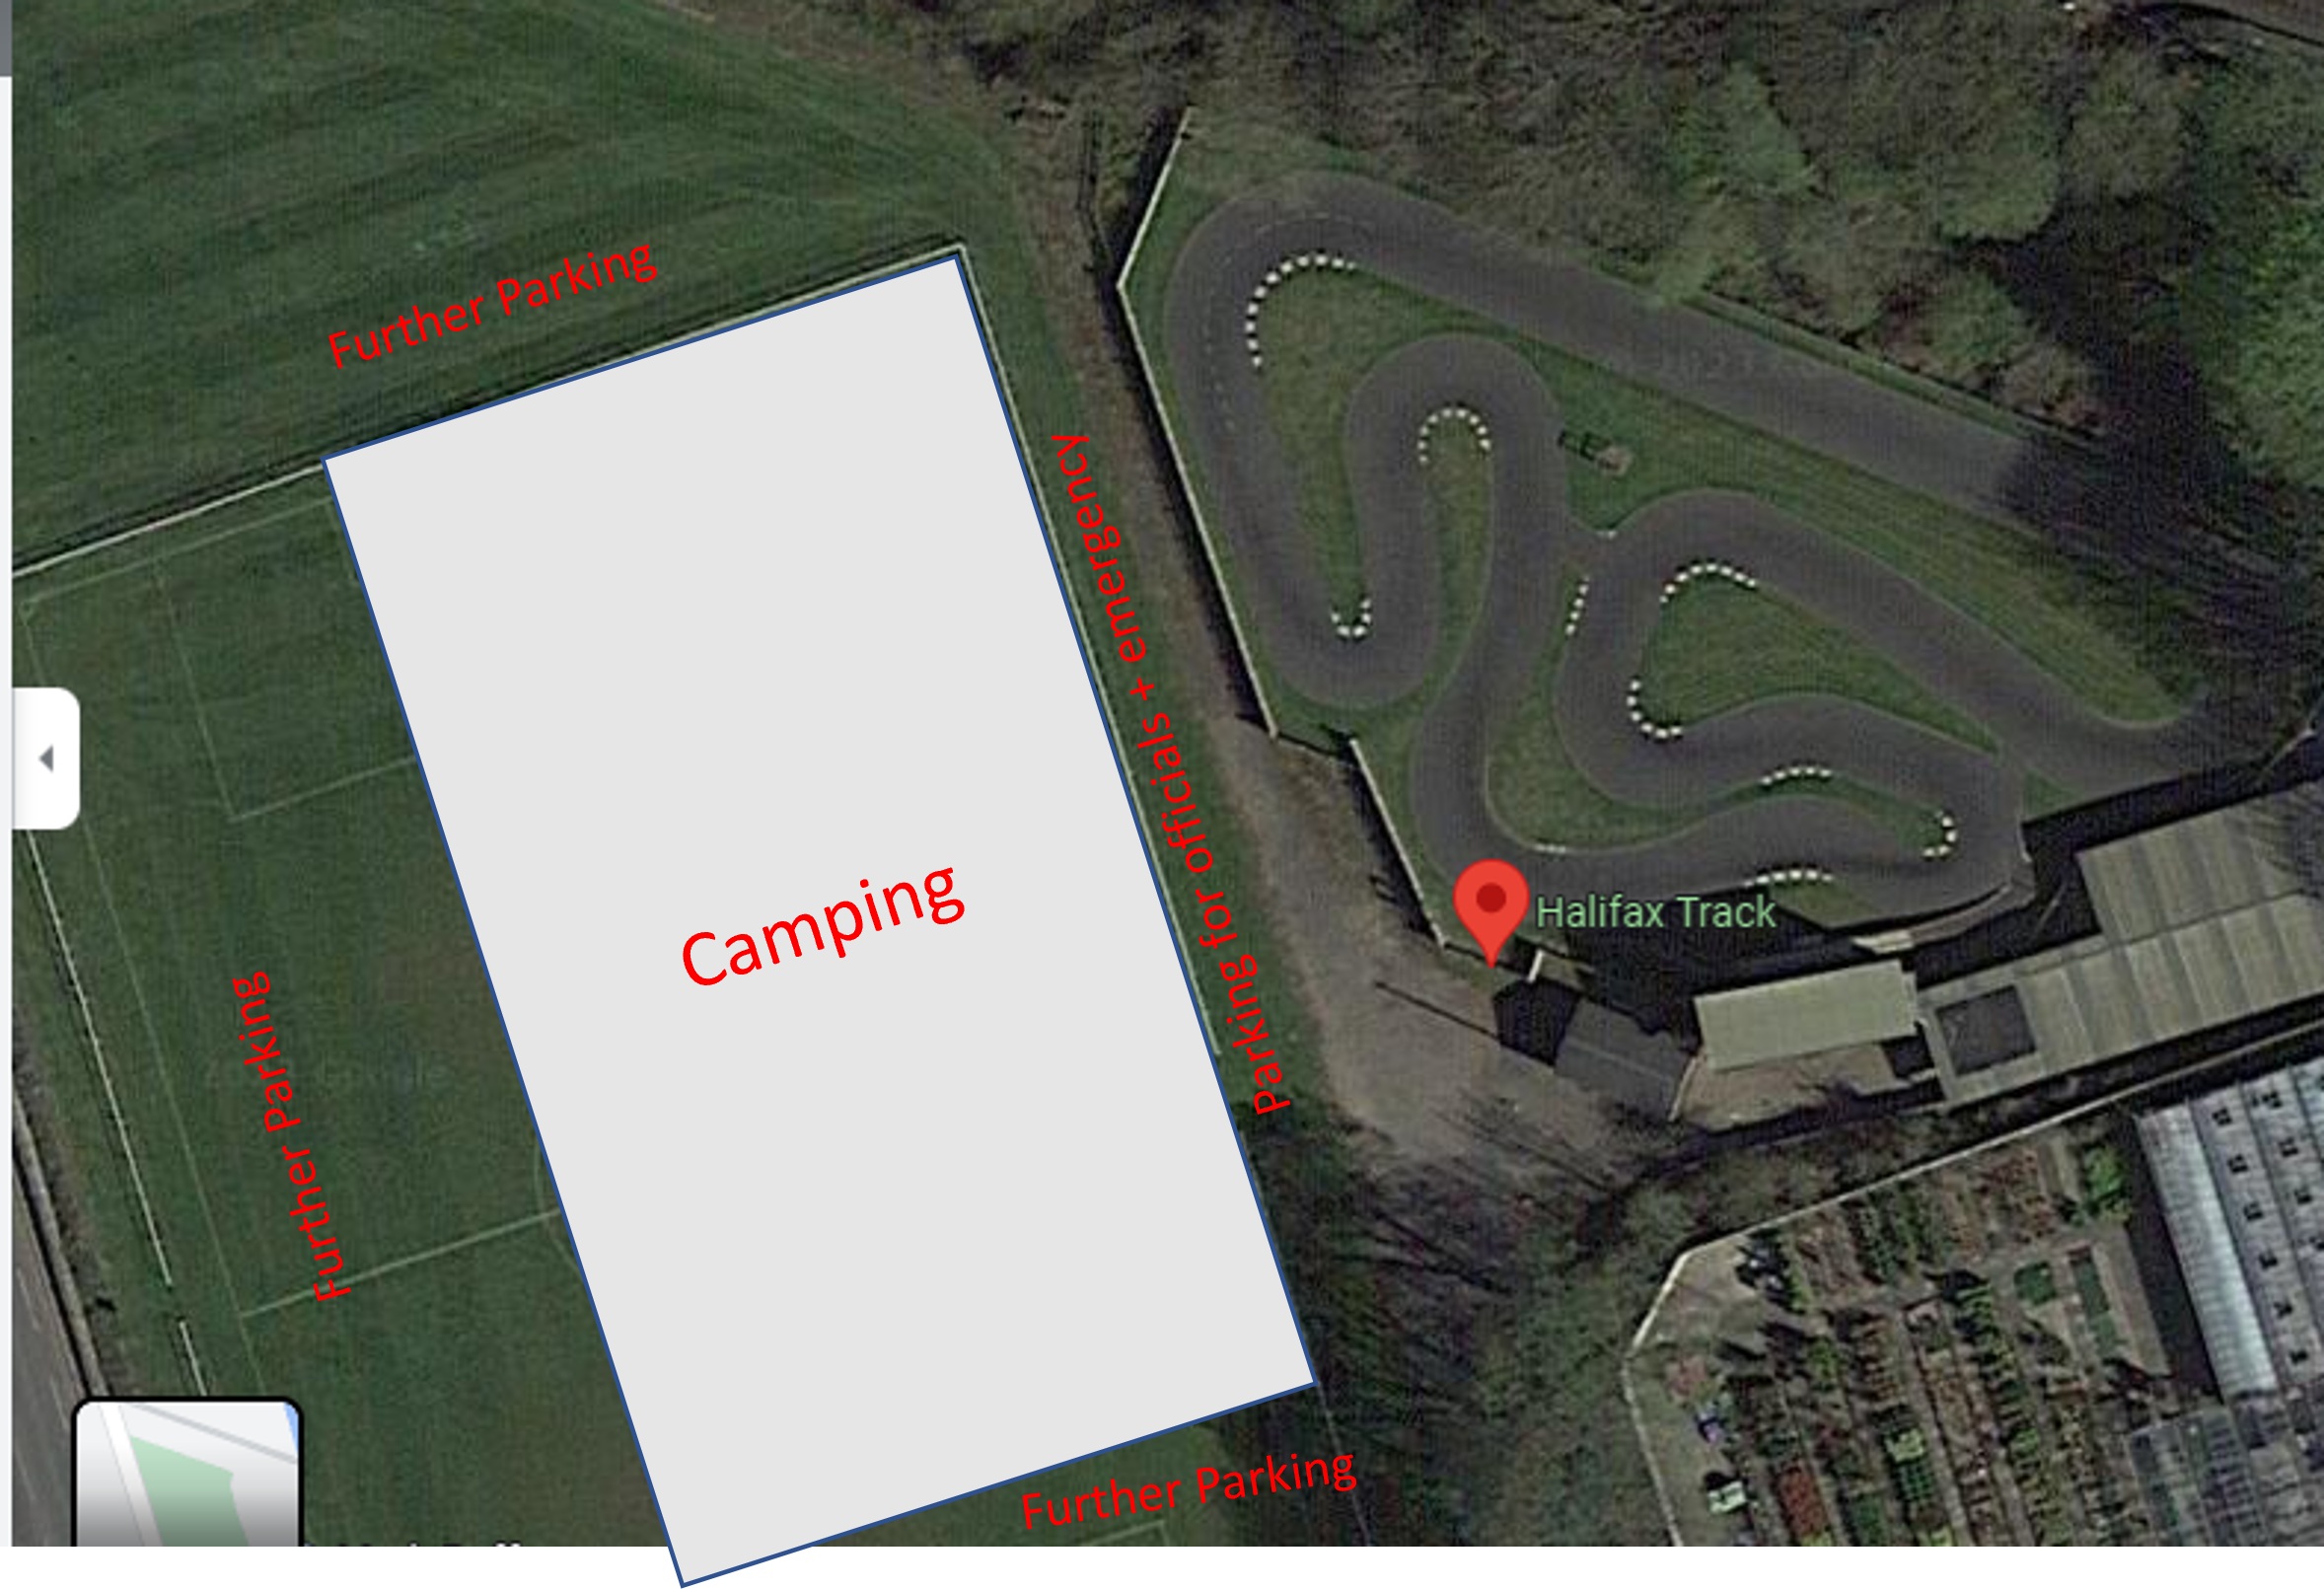 Further Parking
Parking for officials + emergency
Camping
Halifax Track
Further Parking
Further Parking